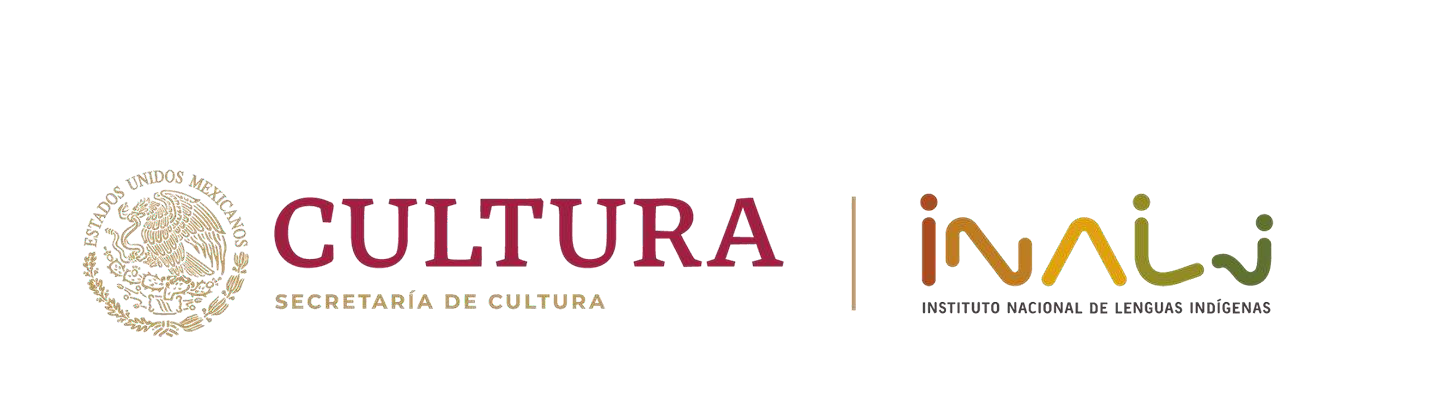 ESTADOS UNIDOS MEXICANOS
CULTURA
SECRETARÍA DE CULTURA
INALI
INSTITUTO NACIONAL DE LENGUAS INDÍGENAS